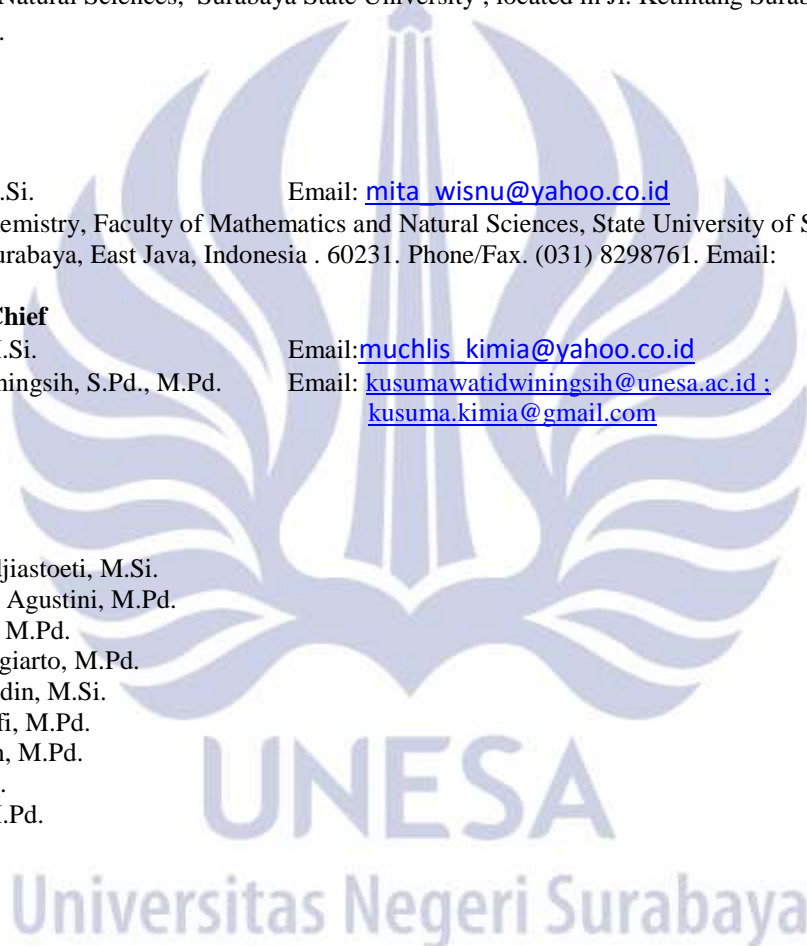 Natural Sciences, Surabaya State University , located in Jl. Ketintang Surab
.
.Si. Email: mita_wisnu@yahoo.co.id
emistry, Faculty of Mathematics and Natural Sciences, State University of S
urabaya, East Java, Indonesia . 60231. Phone/Fax. (031) 8298761. Email:
Chief
.Si. Email:muchlis_kimia@yahoo.co.id
ningsih, S.Pd., M.Pd. Email: kusumawatidwiningsih@unesa.ac.id ;
kusuma.kimia@gmail.com
djiastoeti, M.Si.
Agustini, M.Pd.
M.Pd.
giarto, M.Pd.
din, M.Si.
fi, M.Pd.
n, M.Pd.
.
M.Pd.
UNESA
Universitas Negeri Surabaya